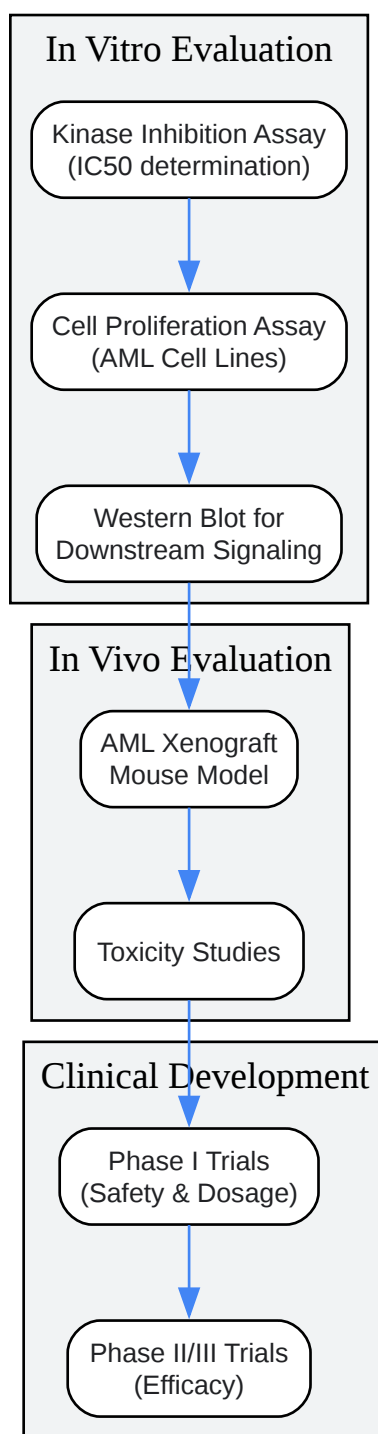 In Vitro Evaluation
Kinase Inhibition Assay
(IC50 determination)
Cell Proliferation Assay
(AML Cell Lines)
Western Blot for
Downstream Signaling
In Vivo Evaluation
AML Xenograft
Mouse Model
Toxicity Studies
Clinical Development
Phase I Trials
(Safety & Dosage)
Phase II/III Trials
(Efficacy)